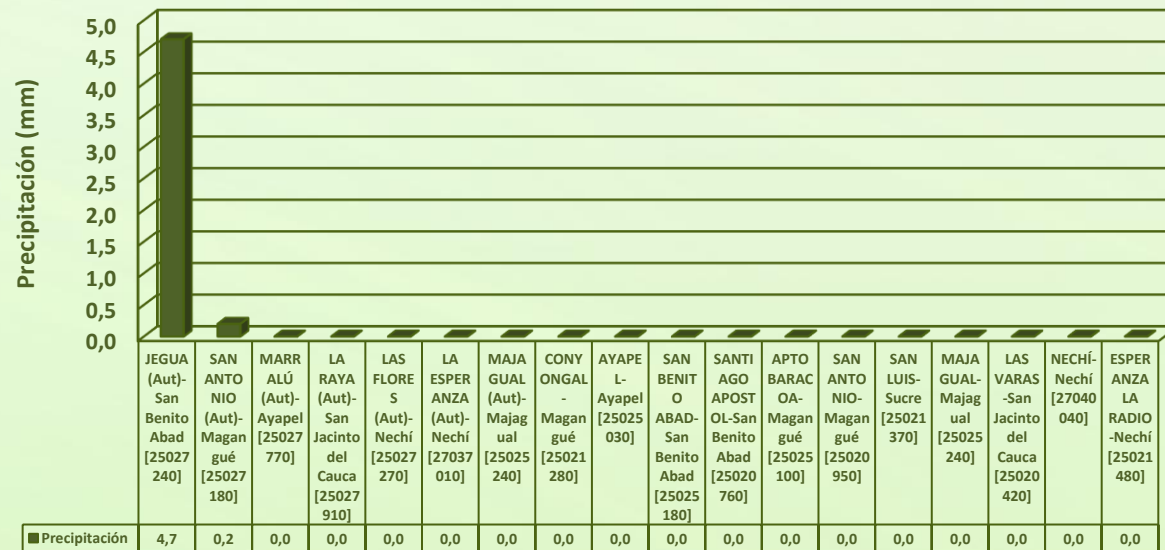 Precipitación (mm)
5,0
4,5
4,0
3,5
3,0
2,5
2,0
1,5
1,0
0,5
0,0
JEGUA
(Aut)-
San
Benito
Abad
[25027
240]
SAN
ANTO
NIO
(Aut)-
Magan
gué
[25027
180]
MARR
ALÚ
(Aut)-
Ayapel
[25027
770]
LA
RAYA
(Aut)-
San
Jacinto
del
Cauca
[25027
910]
LAS
FLORE
S
(Aut)-
Nechí
[25027
270]
LA
ESPER
ANZA
(Aut)-
Nechí
[27037
010]
MAJA
GUAL
(Aut)-
Majag
ual
[25025
240]
CONY
ONGAL
-
Magan
gué
[25021
280]
AYAPE
L-
Ayapel
[25025
030]
SAN
BENIT
O
ABAD-
San
Benito
Abad
[25025
180]
SANTI
AGO
APOST
OL-San
Benito
Abad
[25020
760]
APTO
BARAC
OA-
Magan
gué
[25025
100]
SAN
ANTO
NIO-
Magan
gué
[25020
950]
SAN
LUIS-
Sucre
[25021
370]
MAJA
GUAL-
Majag
ual
[25025
240]
LAS
VARAS
-San
Jacinto
del
Cauca
[25020
420]
NECHÍ-
Nechí
[27040
040]
ESPER
ANZA
LA
RADIO
-Nechí
[25021
480]
Precipitación 4,7 0,2 0,0 0,0 0,0 0,0 0,0 0,0 0,0 0,0 0,0 0,0 0,0 0,0 0,0 0,0 0,0 0,0